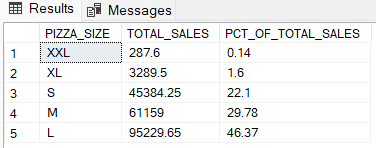 Results Messages
PIZZA_SIZE TOTAL_SALES PCT_OF_TOTAL_SALES
1 XXL 287.6 0.14
2 XL 3289.5 1.6
3 S 45384.25 22.1
4 M 61159 29.78
5 L 95229.65 46.37